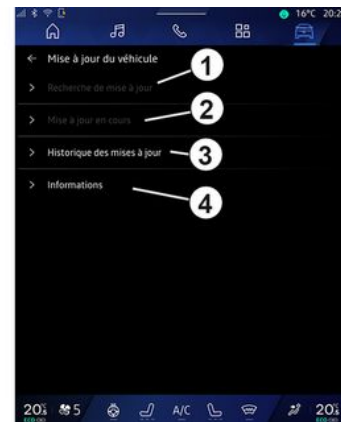 16°C 20:2
Mise à jour du véhicule
1
Recherche de mise à jour
2
Mise à jour en cours
3
Historique des mises à jour
Informations
4
20 5 A/C 20